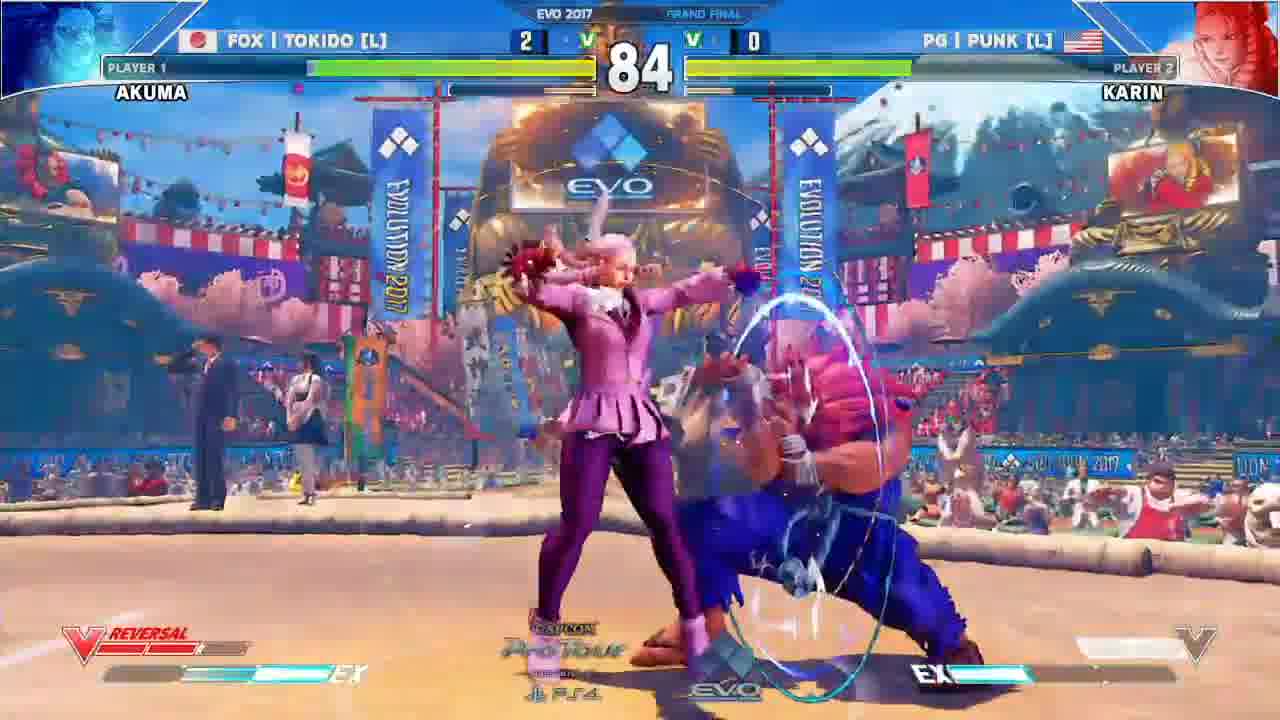 EVO 2017 GRAND FINAL
FOX | TOKIDO [L] 2 V 84 V 0 PG | PUNK [L]
PLAYER 1 PLAYER 2
AKUMA KARIN
EVO
EVOLUTION 2017 EVOLUTION 2017
V REVERSAL V
EX EX
CAPCOM
Pro Tour
PS4 EVO